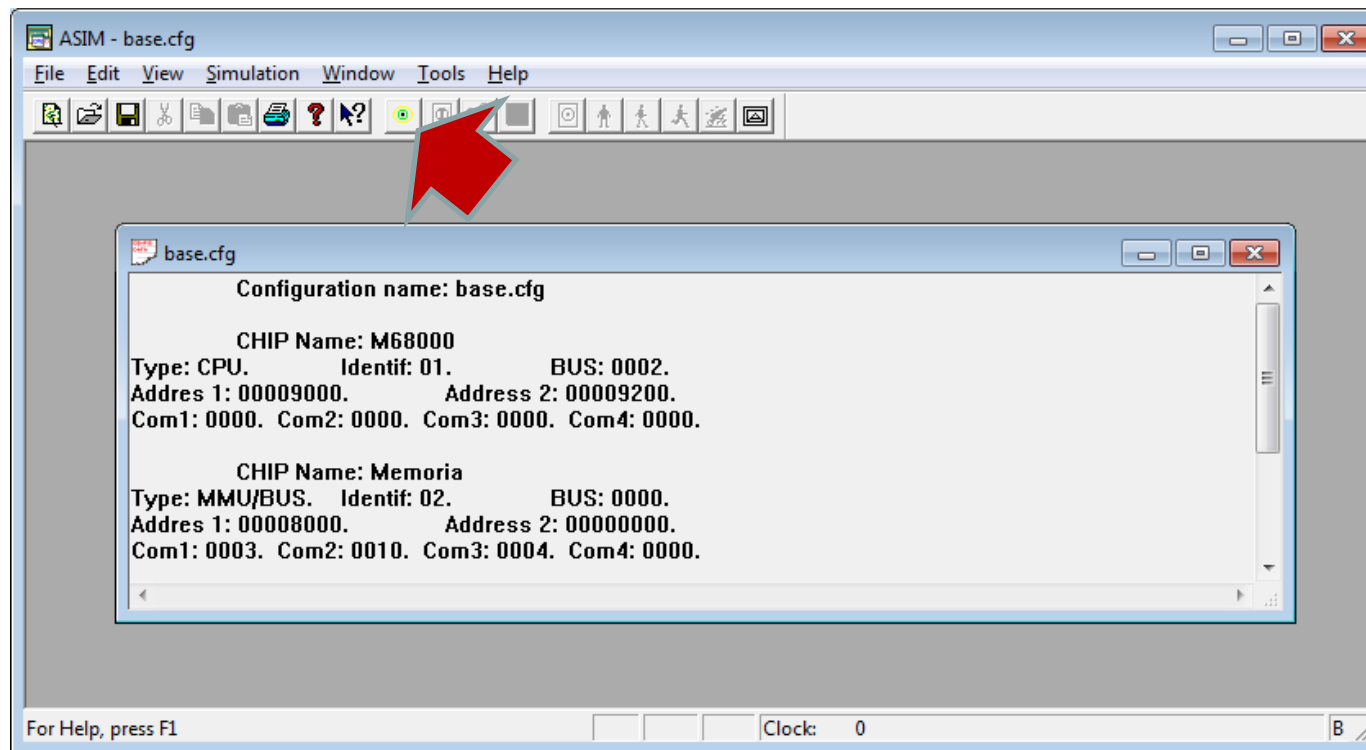 ASIM - base.cfg
File Edit View Simulation Window Tools Help
base.cfg
Configuration name: base.cfg
CHIP Name: M68000
Type: CPU. Identif: 01. BUS: 0002.
Addres 1: 00009000. Address 2: 00009200.
Com1: 0000. Com2: 0000. Com3: 0000. Com4: 0000.
CHIP Name: Memoria
Type: MMU/BUS. Identif: 02. BUS: 0000.
Addres 1: 00008000. Address 2: 00000000.
Com1: 0003. Com2: 0010. Com3: 0004. Com4: 0000.
For Help, press F1 Clock: 0 B